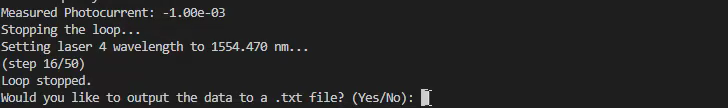 Measured Photocurrent: -1.00e-03
Stopping the loop...
Setting laser 4 wavelength to 1554.470 nm...
(step 16/50)
Loop stopped.
Would you like to output the data to a .txt file? (Yes/No):